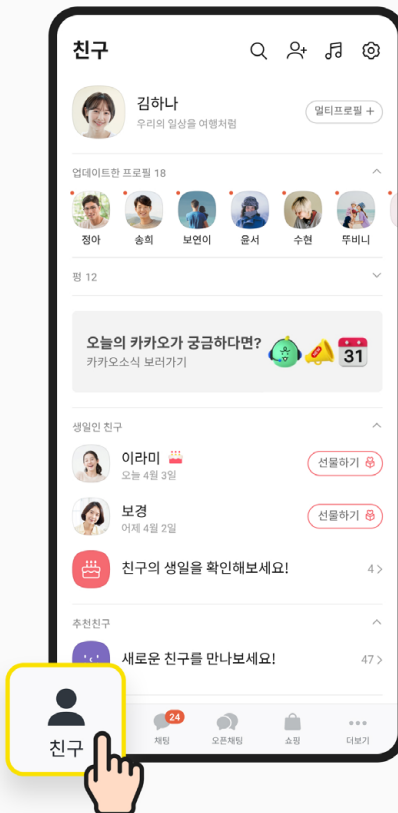 친구
김하나
우리의 일상을 여행처럼
멀티프로필 +
업데이트한 프로필 18
정아 송희 보연이 윤서 수현 뚜비니
펑 12
오늘의 카카오가 궁금하다면?
카카오소식 보러가기
31
생일인 친구
이라미
오늘 4월 3일
선물하기
보경
어제 4월 2일
선물하기
친구의 생일을 확인해보세요!
4 >
추천친구
새로운 친구를 만나보세요!
47 >
친구
24
채팅
오픈채팅
쇼핑
더보기